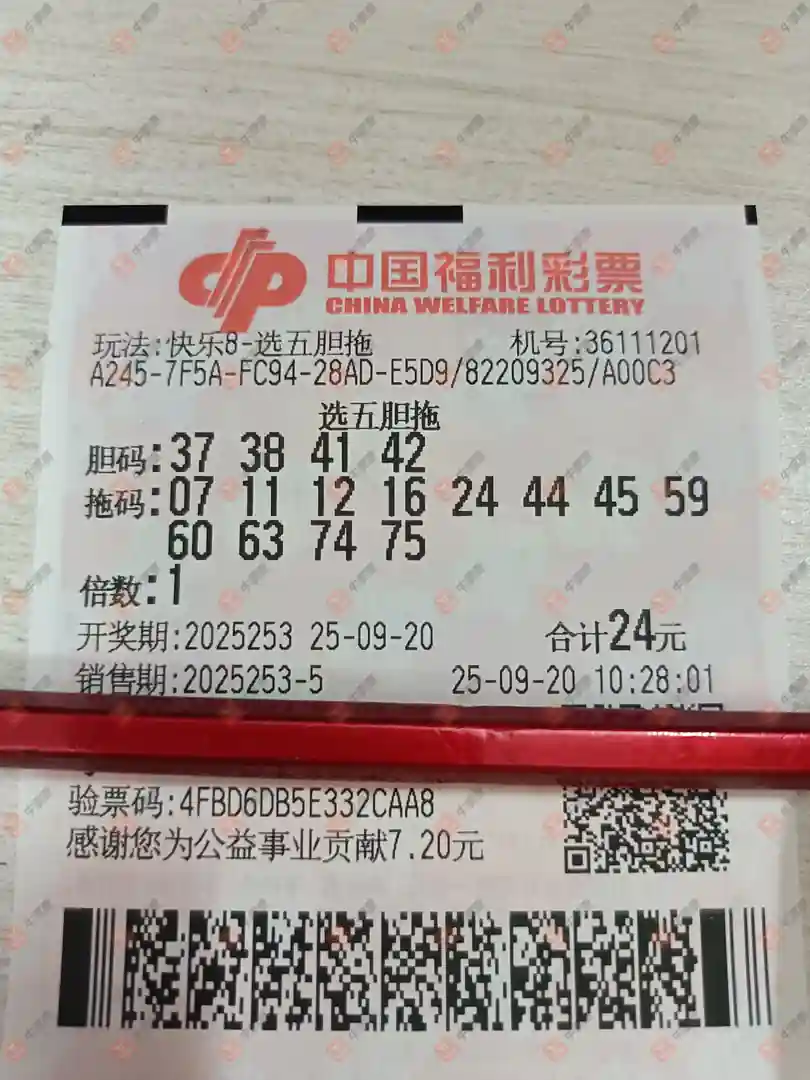 中国福利彩票
CHINA WELFARE LOTTERY
玩法:快乐8-选五胆拖 机号:36111201
A245-7F5A-FC94-28AD-E5D9/82209325/A00C3
选五胆拖
胆码:37 38 41 42
拖码:07 11 12 16 24 44 45 59
60 63 74 75
倍数:1
开奖期:2025253 25-09-20 合计24元
销售期:2025253-5 25-09-20 10:28:01
验票码:4FBD6DB5E332CAA8
感谢您为公益事业贡献7.20元